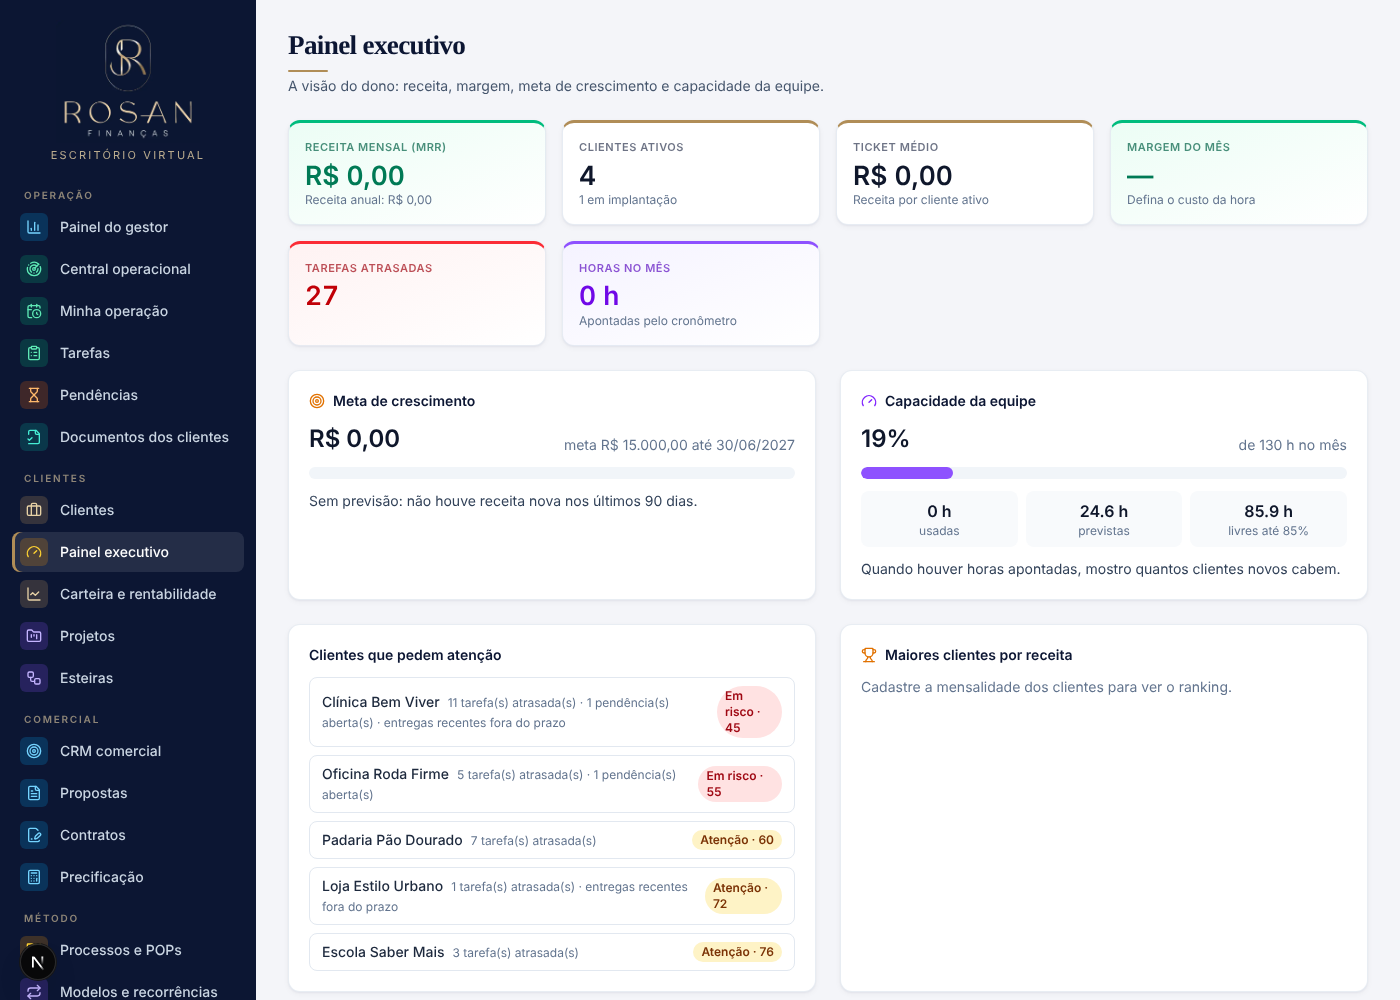 ROSAN
FINANÇAS
ESCRITÓRIO VIRTUAL
OPERAÇÃO
Painel do gestor
Central operacional
Minha operação
Tarefas
Pendências
Documentos dos clientes
CLIENTES
Clientes
Painel executivo
Carteira e rentabilidade
Projetos
Esteiras
COMERCIAL
CRM comercial
Propostas
Contratos
Precificação
MÉTODO
Processos e POPs
N
Modelos e recorrências
Painel executivo
A visão do dono: receita, margem, meta de crescimento e capacidade da equipe.
RECEITA MENSAL (MRR)
R$ 0,00
Receita anual: R$ 0,00
CLIENTES ATIVOS
4
1 em implantação
TICKET MÉDIO
R$ 0,00
Receita por cliente ativo
MARGEM DO MÊS
—
Defina o custo da hora
TAREFAS ATRASADAS
27
HORAS NO MÊS
0 h
Apontadas pelo cronômetro
Meta de crescimento
R$ 0,00
meta R$ 15.000,00 até 30/06/2027
Sem previsão: não houve receita nova nos últimos 90 dias.
Capacidade da equipe
19%
de 130 h no mês
0 h
usadas
24.6 h
previstas
85.9 h
livres até 85%
Quando houver horas apontadas, mostro quantos clientes novos cabem.
Clientes que pedem atenção
Clínica Bem Viver 11 tarefa(s) atrasada(s) · 1 pendência(s)
aberta(s) · entregas recentes fora do prazo
Em
risco ·
45
Oficina Roda Firme 5 tarefa(s) atrasada(s) · 1 pendência(s)
aberta(s)
Em risco ·
55
Padaria Pão Dourado 7 tarefa(s) atrasada(s)
Atenção · 60
Loja Estilo Urbano 1 tarefa(s) atrasada(s) · entregas recentes
fora do prazo
Atenção ·
72
Escola Saber Mais 3 tarefa(s) atrasada(s)
Atenção · 76
Maiores clientes por receita
Cadastre a mensalidade dos clientes para ver o ranking.